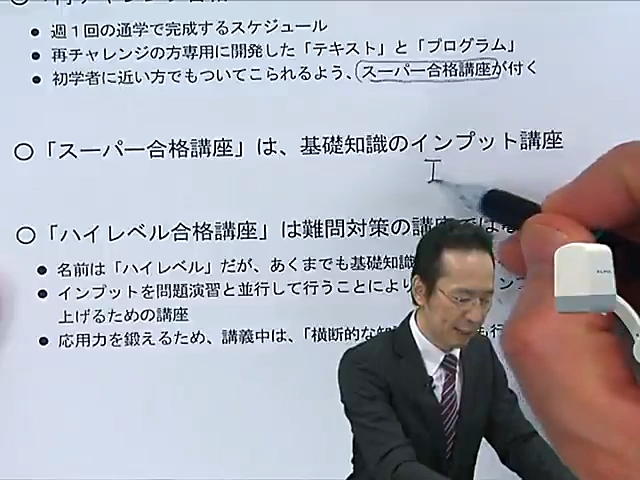 週１回の通学で完成するスケジュール
再チャレンジの方専用に開発した「テキスト」と「プログラム」
初学者に近い方でもついてこられるよう、スーパー合格講座が付く
○「スーパー合格講座」は、基礎知識のインプット講座
I
○「ハイレベル合格講座」は難問対策の講座では
名前は「ハイレベル」だが、あくまでも基礎知識
インプットを問題演習と並行して行うことにより
上げるための講座
応用力を鍛えるため、講義中は、「横断的な知